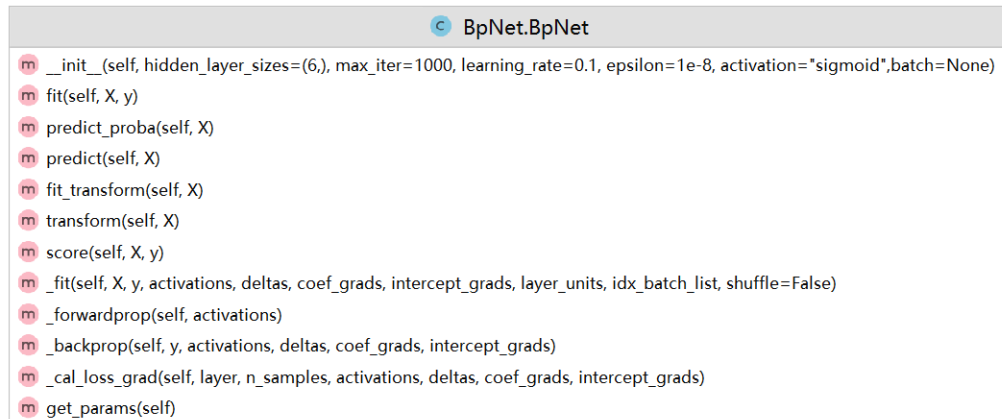 C BpNet.BpNet
m __init__(self, hidden_layer_sizes=(6,), max_iter=1000, learning_rate=0.1, epsilon=1e-8, activation="sigmoid",batch=None)
m fit(self, X, y)
m predict_proba(self, X)
m predict(self, X)
m fit_transform(self, X)
m transform(self, X)
m score(self, X, y)
m _fit(self, X, y, activations, deltas, coef_grads, intercept_grads, layer_units, idx_batch_list, shuffle=False)
m _forwardprop(self, activations)
m _backprop(self, y, activations, deltas, coef_grads, intercept_grads)
m _cal_loss_grad(self, layer, n_samples, activations, deltas, coef_grads, intercept_grads)
m get_params(self)